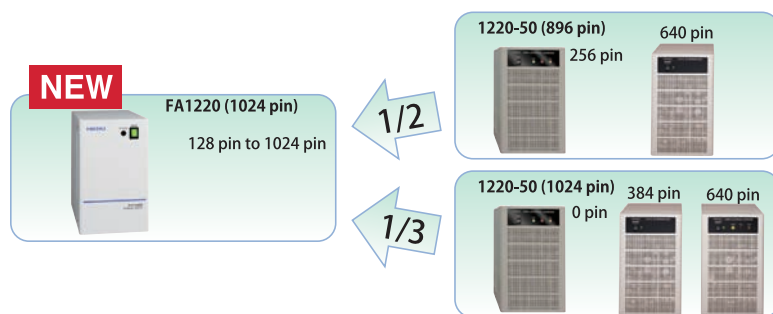 NEW
FA1220 (1024 pin)
128 pin to 1024 pin
HIOKI
1/2
1/3
1220-50 (896 pin)
256 pin
640 pin
1220-50 (1024 pin)
0 pin
384 pin
640 pin